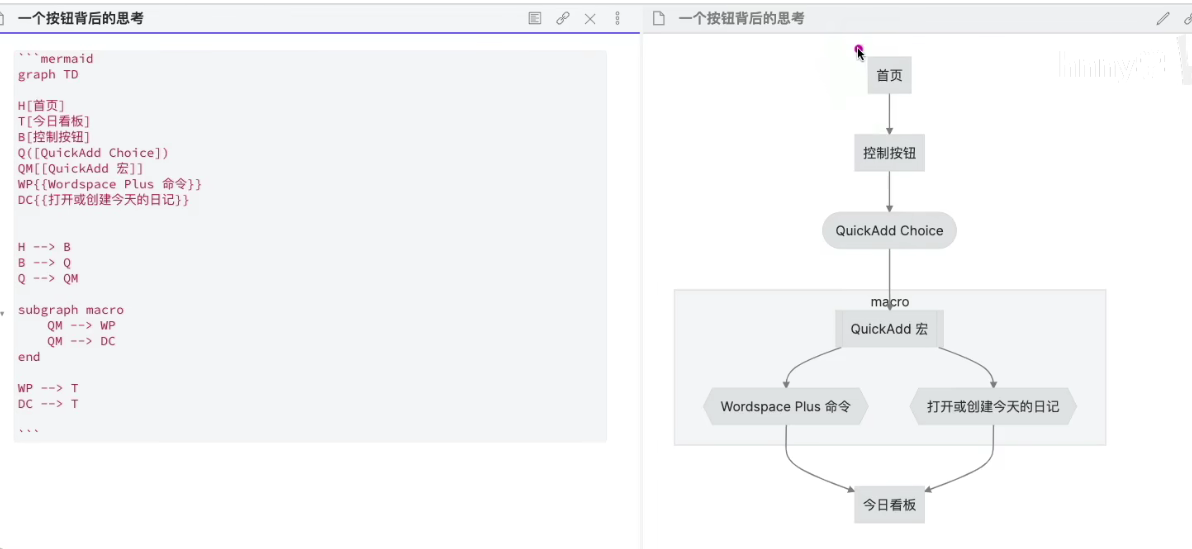 一个按钮背后的思考
```mermaid
graph TD
H[首页]
T[今日看板]
B[控制按钮]
Q([QuickAdd Choice])
QM[[QuickAdd 宏]]
WP{{Wordspace Plus 命令}}
DC{{打开或创建今天的日记}}
H --> B
B --> Q
Q --> QM
subgraph macro
QM --> WP
QM --> DC
end
WP --> T
DC --> T
```
一个按钮背后的思考
首页
控制按钮
QuickAdd Choice
macro
QuickAdd 宏
Wordspace Plus 命令
打开或创建今天的日记
今日看板